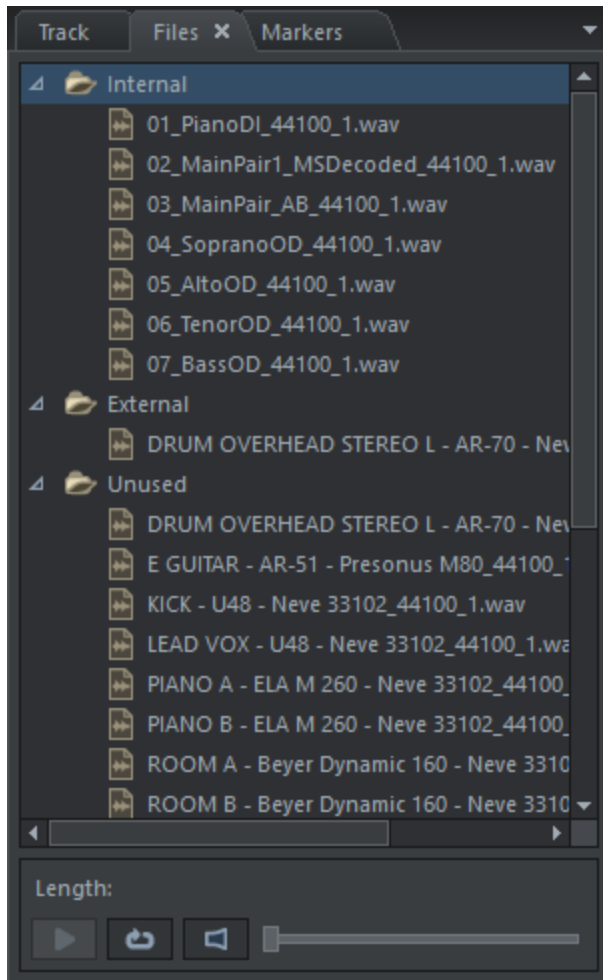 Track Files Markers
Internal
01_PianoDI_44100_1.wav
02_MainPair1_MSDecoded_44100_1.wav
03_MainPair_AB_44100_1.wav
04_SopranoOD_44100_1.wav
05_AltoOD_44100_1.wav
06_TenorOD_44100_1.wav
07_BassOD_44100_1.wav
External
DRUM OVERHEAD STEREO L - AR-70 - Nev
Unused
DRUM OVERHEAD STEREO L - AR-70 - Nev
E GUITAR - AR-51 - Presonus M80_44100_1
KICK - U48 - Neve 33102_44100_1.wav
LEAD VOX - U48 - Neve 33102_44100_1.wa
PIANO A - ELA M 260 - Neve 33102_44100_
PIANO B - ELA M 260 - Neve 33102_44100_
ROOM A - Beyer Dynamic 160 - Neve 3310
ROOM B - Beyer Dynamic 160 - Neve 3310
Length: